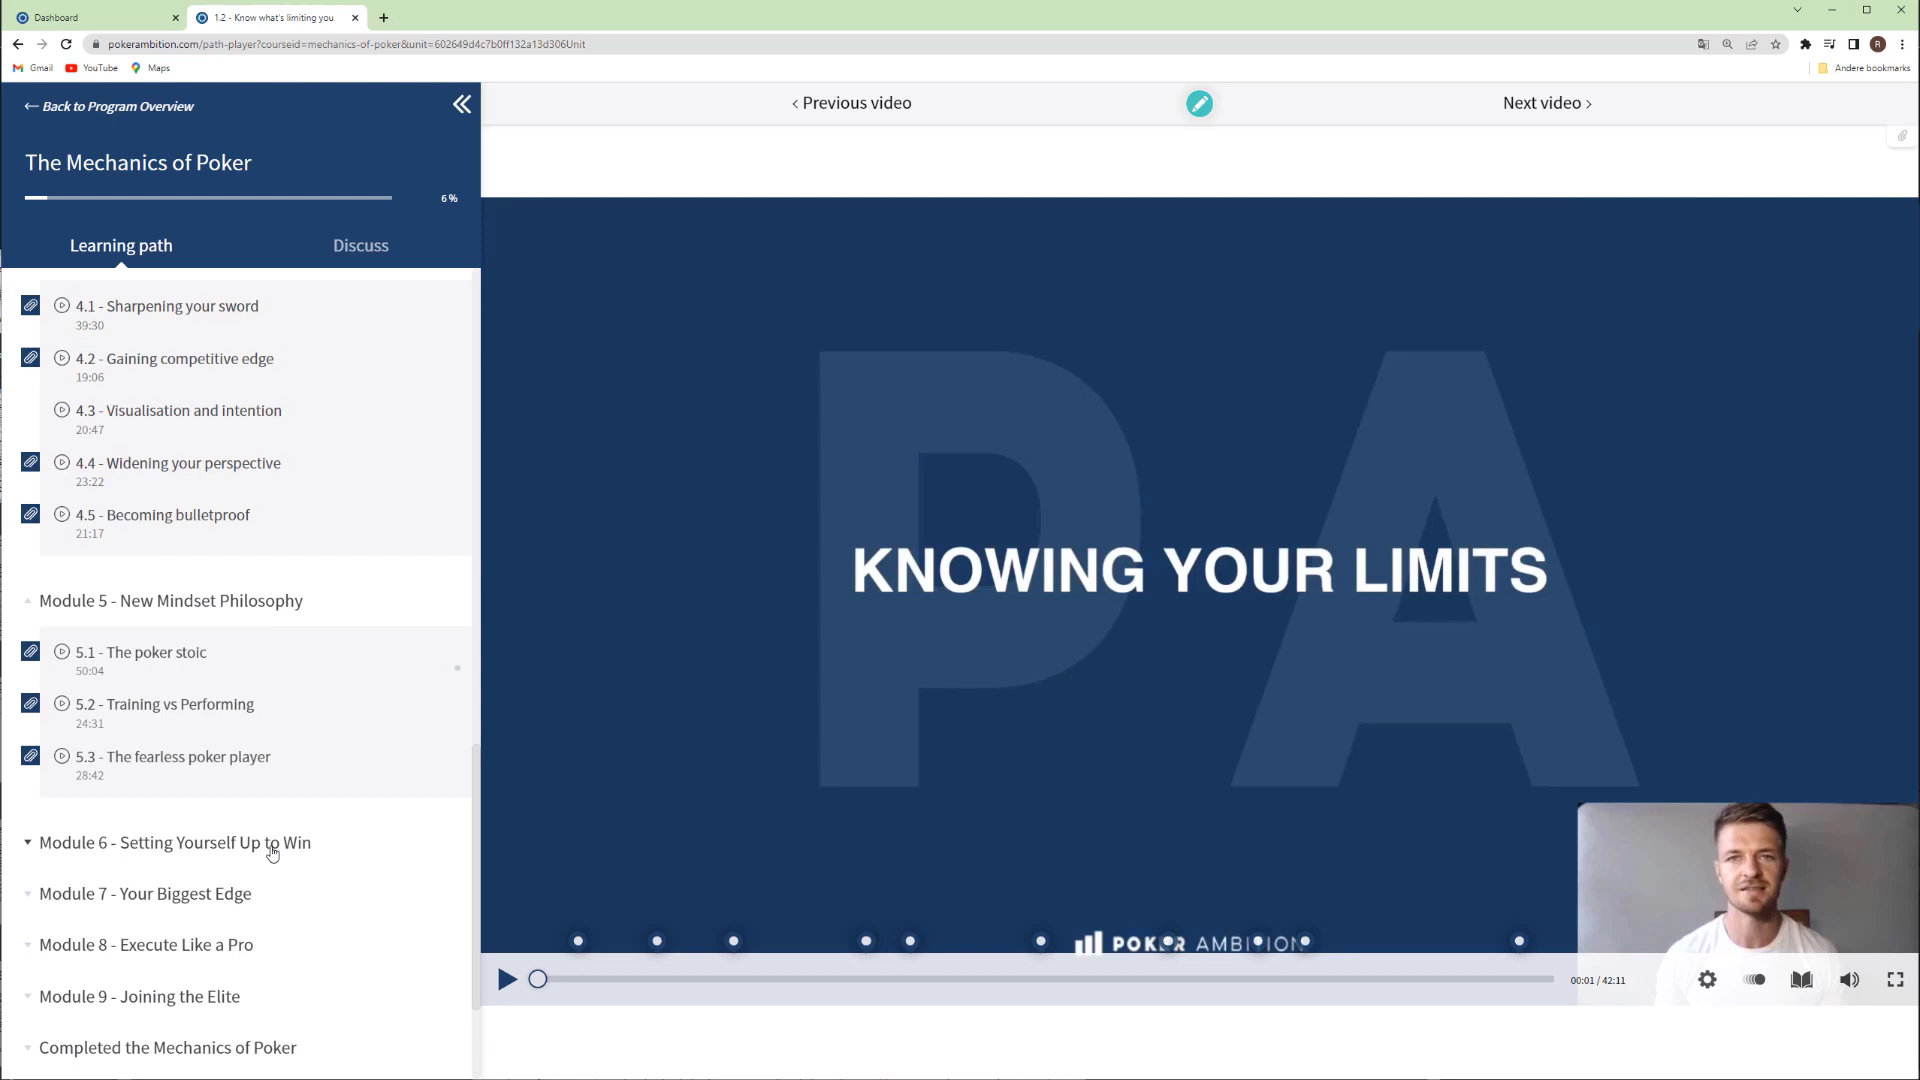 Dashboard
1.2 - Know what's limiting you
pokerambition.com/path-player?courseid=mechanics-of-poker&unit=602649d4c7b0ff132a13d306Unit
R
Gmail
YouTube
Maps
Andere bookmarks
← Back to Program Overview
The Mechanics of Poker
6 %
Learning path
Discuss
4.1 - Sharpening your sword
39:30
4.2 - Gaining competitive edge
19:06
4.3 - Visualisation and intention
20:47
4.4 - Widening your perspective
23:22
4.5 - Becoming bulletproof
21:17
Module 5 - New Mindset Philosophy
5.1 - The poker stoic
50:04
5.2 - Training vs Performing
24:31
5.3 - The fearless poker player
28:42
Module 6 - Setting Yourself Up to Win
Module 7 - Your Biggest Edge
Module 8 - Execute Like a Pro
Module 9 - Joining the Elite
Completed the Mechanics of Poker
‹ Previous video
Next video ›
PA
KNOWING YOUR LIMITS
POKER AMBITION
00:01 / 42:11